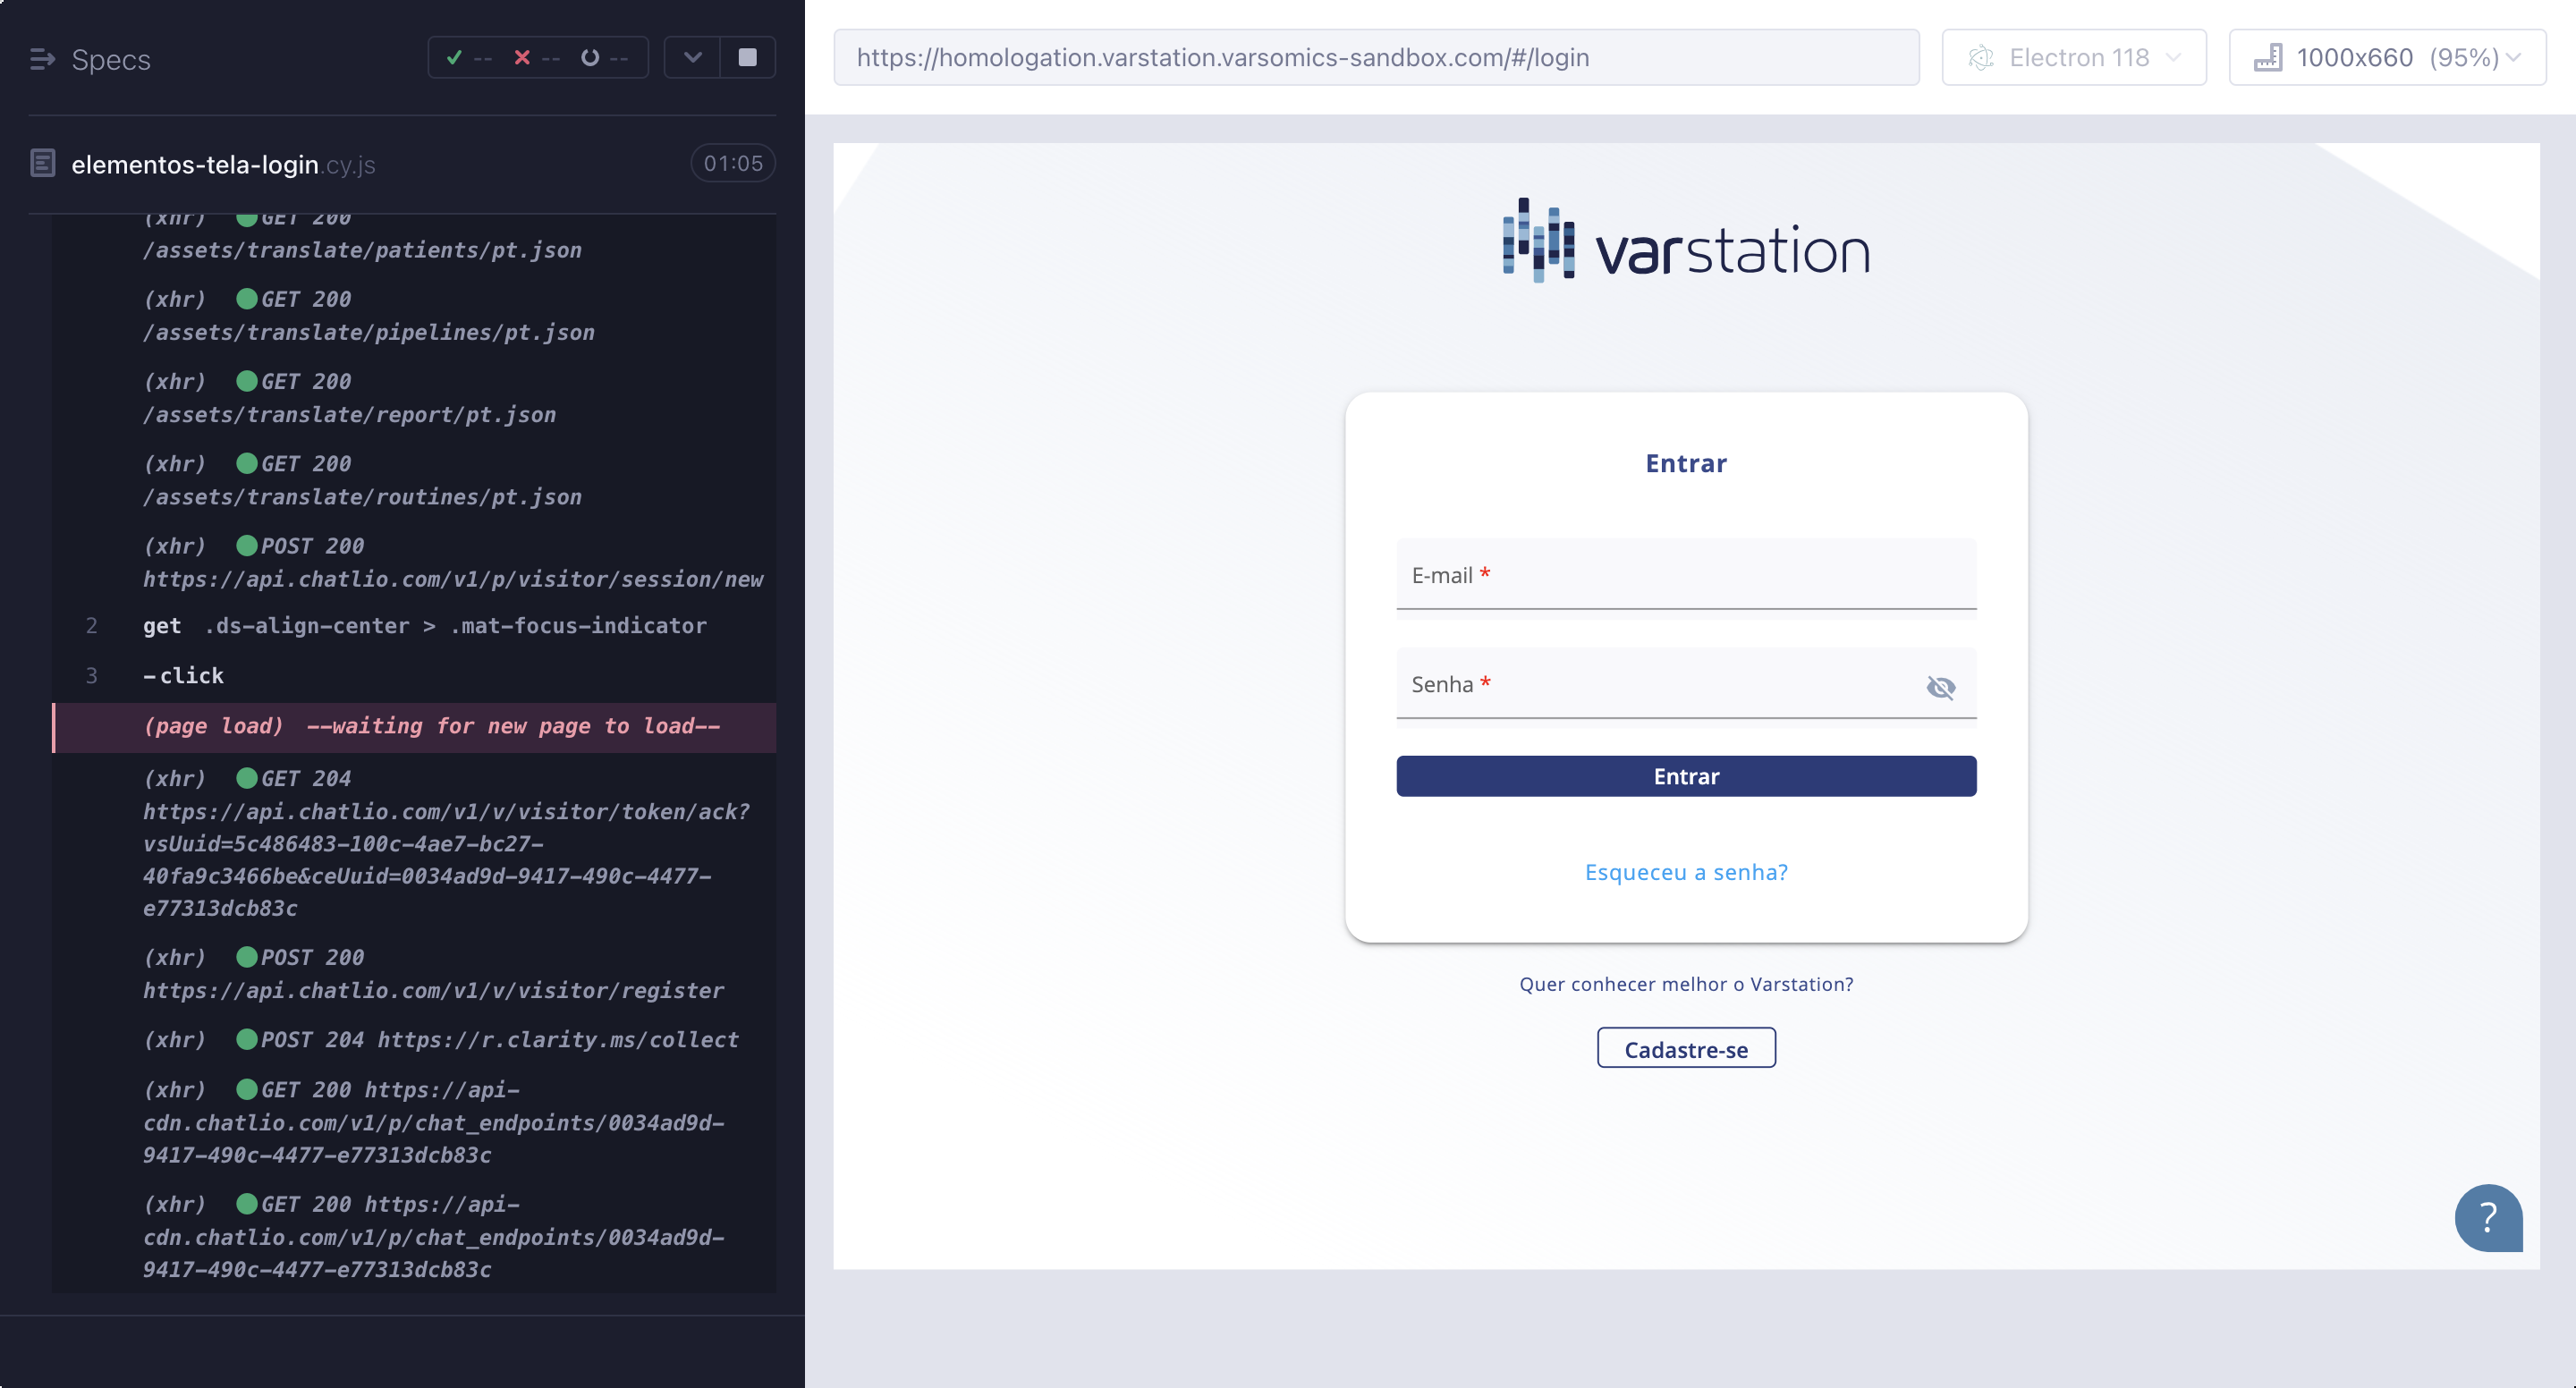 Specs
-- -- --
elementos-tela-login.cy.js 01:05
(xhr) GET 200
/assets/translate/patients/pt.json
(xhr) GET 200
/assets/translate/pipelines/pt.json
(xhr) GET 200
/assets/translate/report/pt.json
(xhr) GET 200
/assets/translate/routines/pt.json
(xhr) POST 200
https://api.chatlio.com/v1/p/visitor/session/new
2 get .ds-align-center > .mat-focus-indicator
3 -click
(page load) --waiting for new page to load--
(xhr) GET 204
https://api.chatlio.com/v1/v/visitor/token/ack?
vsUuid=5c486483-100c-4ae7-bc27-
40fa9c3466be&ceUuid=0034ad9d-9417-490c-4477-
e77313dcb83c
(xhr) POST 200
https://api.chatlio.com/v1/v/visitor/register
(xhr) POST 204 https://r.clarity.ms/collect
(xhr) GET 200 https://api-
cdn.chatlio.com/v1/p/chat_endpoints/0034ad9d-
9417-490c-4477-e77313dcb83c
(xhr) GET 200 https://api-
cdn.chatlio.com/v1/p/chat_endpoints/0034ad9d-
9417-490c-4477-e77313dcb83c
https://homologation.varstation.varsomics-sandbox.com/#/login
Electron 118
1000x660 (95%)
varstation
Entrar
E-mail *
Senha *
Entrar
Esqueceu a senha?
Quer conhecer melhor o Varstation?
Cadastre-se
?